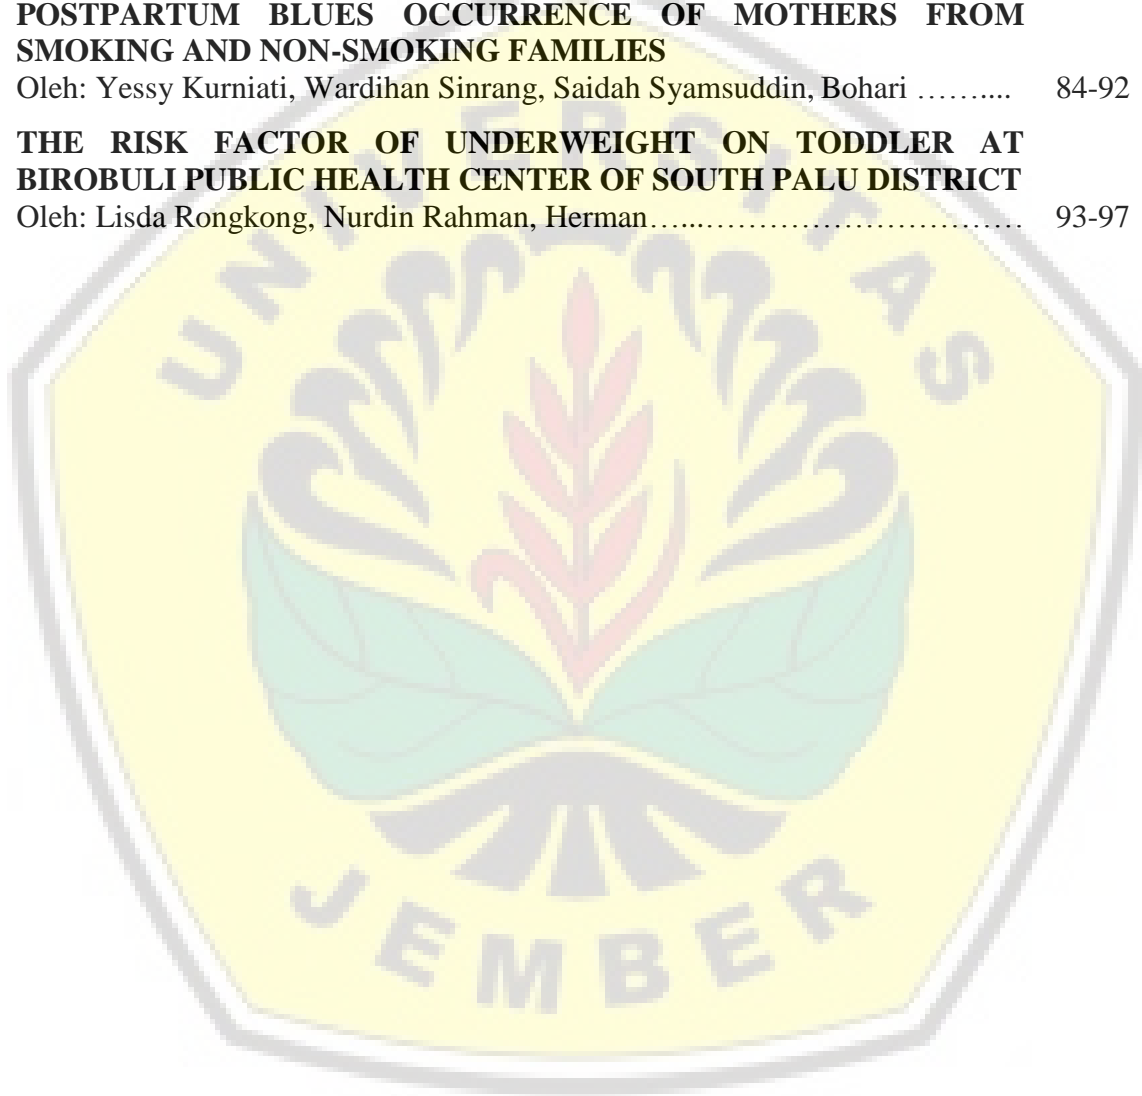 POSTPARTUM BLUES OCCURRENCE OF MOTHERS FROM
SMOKING AND NON-SMOKING FAMILIES
Oleh: Yessy Kurniati, Wardihan Sinrang, Saidah Syamsuddin, Bohari …….... 84-92
THE RISK FACTOR OF UNDERWEIGHT ON TODDLER AT
BIROBULI PUBLIC HEALTH CENTER OF SOUTH PALU DISTRICT
Oleh: Lisda Rongkong, Nurdin Rahman, Herman…...………………………… 93-97
UNIVERSITAS
JEMBER